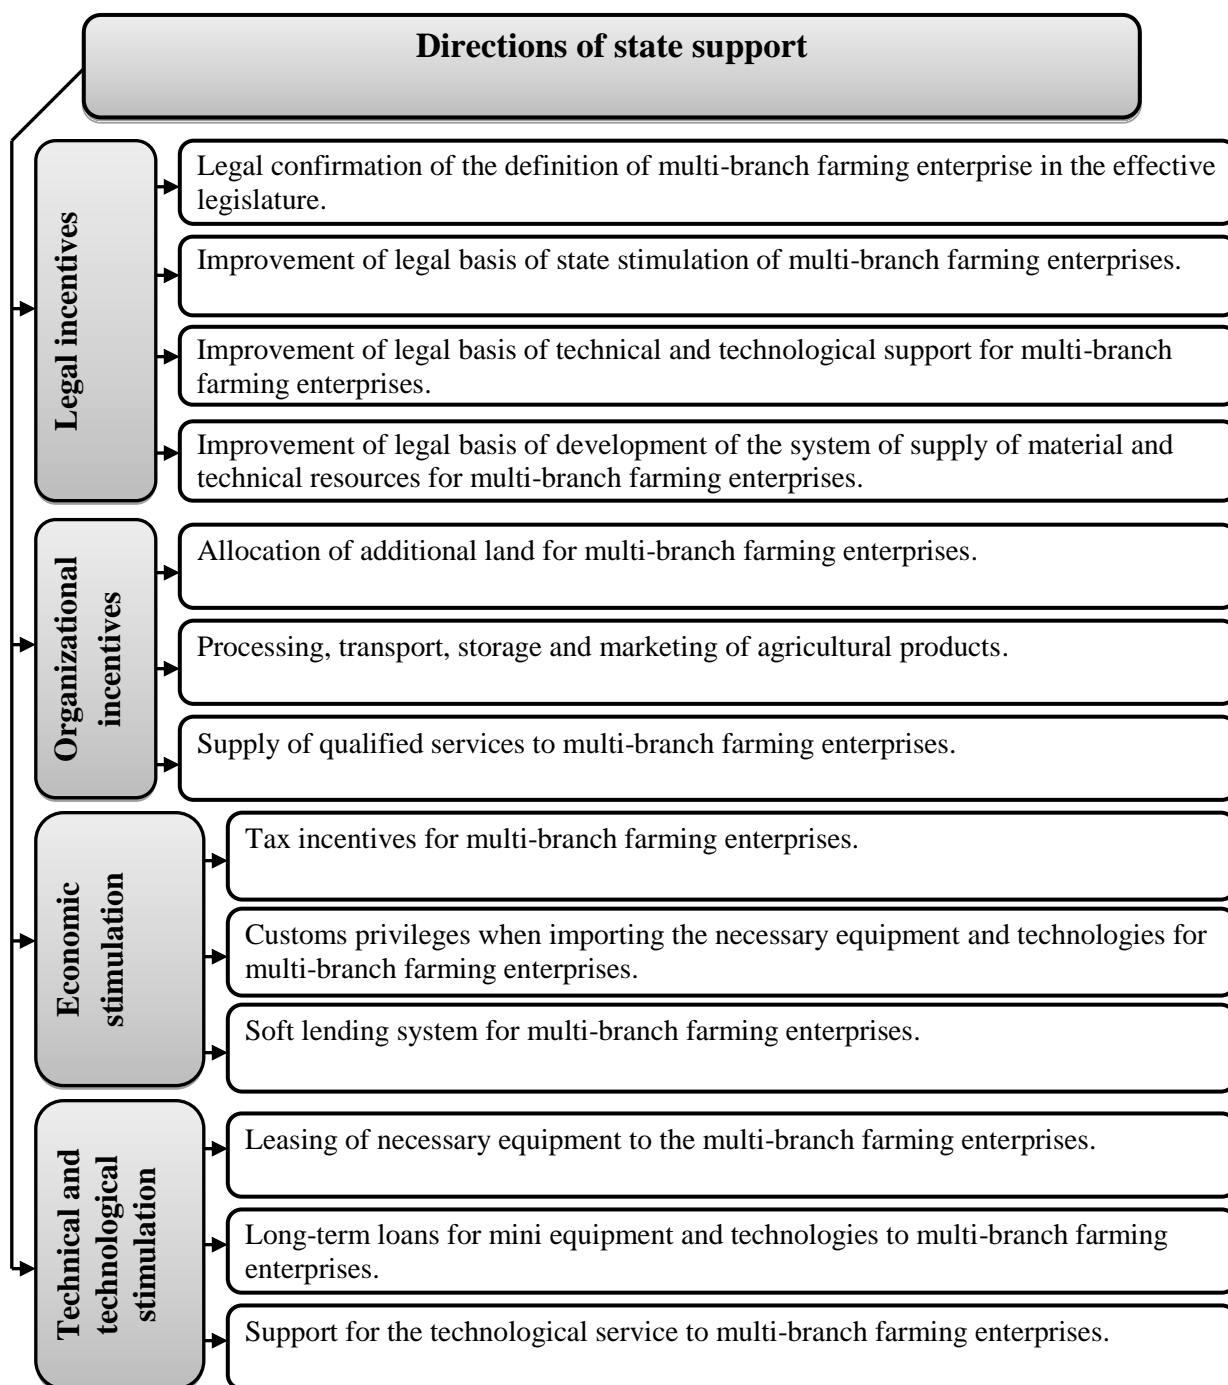 Directions of state support
Legal incentives
Legal confirmation of the definition of multi-branch farming enterprise in the effective
legislature.
Improvement of legal basis of state stimulation of multi-branch farming enterprises.
Improvement of legal basis of technical and technological support for multi-branch
farming enterprises.
Improvement of legal basis of development of the system of supply of material and
technical resources for multi-branch farming enterprises.
Organizational
incentives
Allocation of additional land for multi-branch farming enterprises.
Processing, transport, storage and marketing of agricultural products.
Supply of qualified services to multi-branch farming enterprises.
Economic
stimulation
Tax incentives for multi-branch farming enterprises.
Customs privileges when importing the necessary equipment and technologies for
multi-branch farming enterprises.
Soft lending system for multi-branch farming enterprises.
Technical and
technological
stimulation
Leasing of necessary equipment to the multi-branch farming enterprises.
Long-term loans for mini equipment and technologies to multi-branch farming
enterprises.
Support for the technological service to multi-branch farming enterprises.